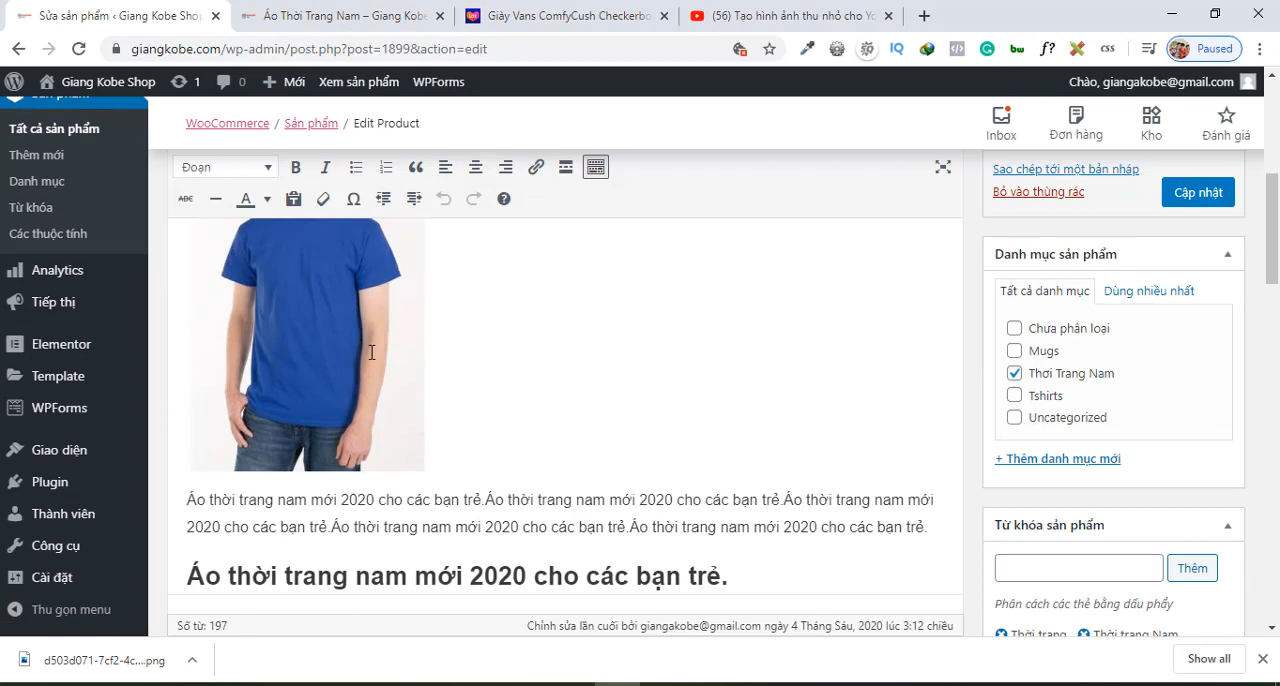 Sửa sản phẩm ‹ Giang Kobe Shop
Áo Thời Trang Nam – Giang Kobe
Giày Vans ComfyCush Checkerbo
(56) Tạo hình ảnh thu nhỏ cho Yo
giangkobe.com/wp-admin/post.php?post=1899&action=edit
IQ
bw
f?
css
Paused
Giang Kobe Shop
1
0
Mới
Xem sản phẩm
WPForms
Chào, giangakobe@gmail.com
Sản phẩm
Tất cả sản phẩm
Thêm mới
Danh mục
Từ khóa
Các thuộc tính
Analytics
Tiếp thị
Elementor
Template
WPForms
Giao diện
Plugin
Thành viên
Công cụ
Cài đặt
Thu gọn menu
WooCommerce / Sản phẩm / Edit Product
Inbox
Đơn hàng
Kho
Đánh giá
Đoạn
B
I
ABC
A
Áo thời trang nam mới 2020 cho các bạn trẻ.Áo thời trang nam mới 2020 cho các bạn trẻ.Áo thời trang nam mới
2020 cho các bạn trẻ.Áo thời trang nam mới 2020 cho các bạn trẻ.Áo thời trang nam mới 2020 cho các bạn trẻ.
Áo thời trang nam mới 2020 cho các bạn trẻ.
Số từ: 197
Chỉnh sửa lần cuối bởi giangakobe@gmail.com ngày 4 Tháng Sáu, 2020 lúc 3:12 chiều
Sao chép tới một bản nháp
Bỏ vào thùng rác
Cập nhật
Danh mục sản phẩm
Tất cả danh mục
Dùng nhiều nhất
Chưa phân loại
Mugs
Thơi Trang Nam
Tshirts
Uncategorized
+ Thêm danh mục mới
Từ khóa sản phẩm
Thêm
Phân cách các thẻ bằng dấu phẩy
Thời trang
Thời trang Nam
d503d071-7cf2-4c....png
Show all